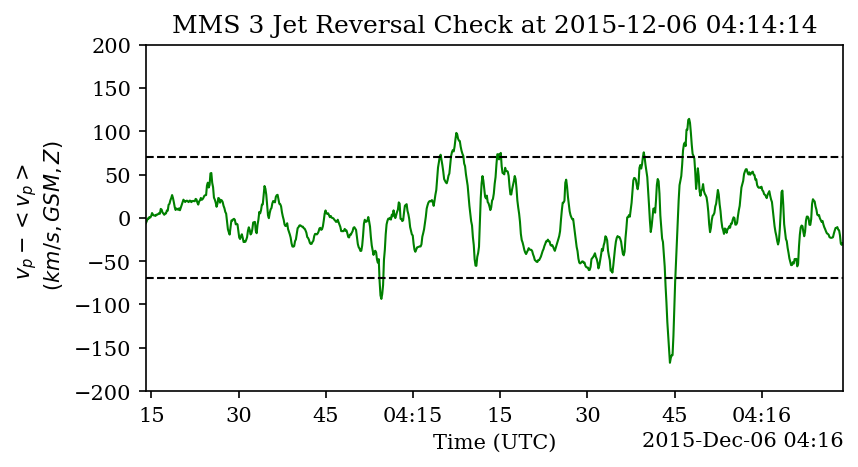 MMS 3 Jet Reversal Check at 2015-12-06 04:14:14
200
150
100
50
0
−50
−100
−150
−200
v_p − < v_p >
(km/s, GSM, Z)
15 30 45 04:15 15 30 45 04:16
Time (UTC)
2015-Dec-06 04:16